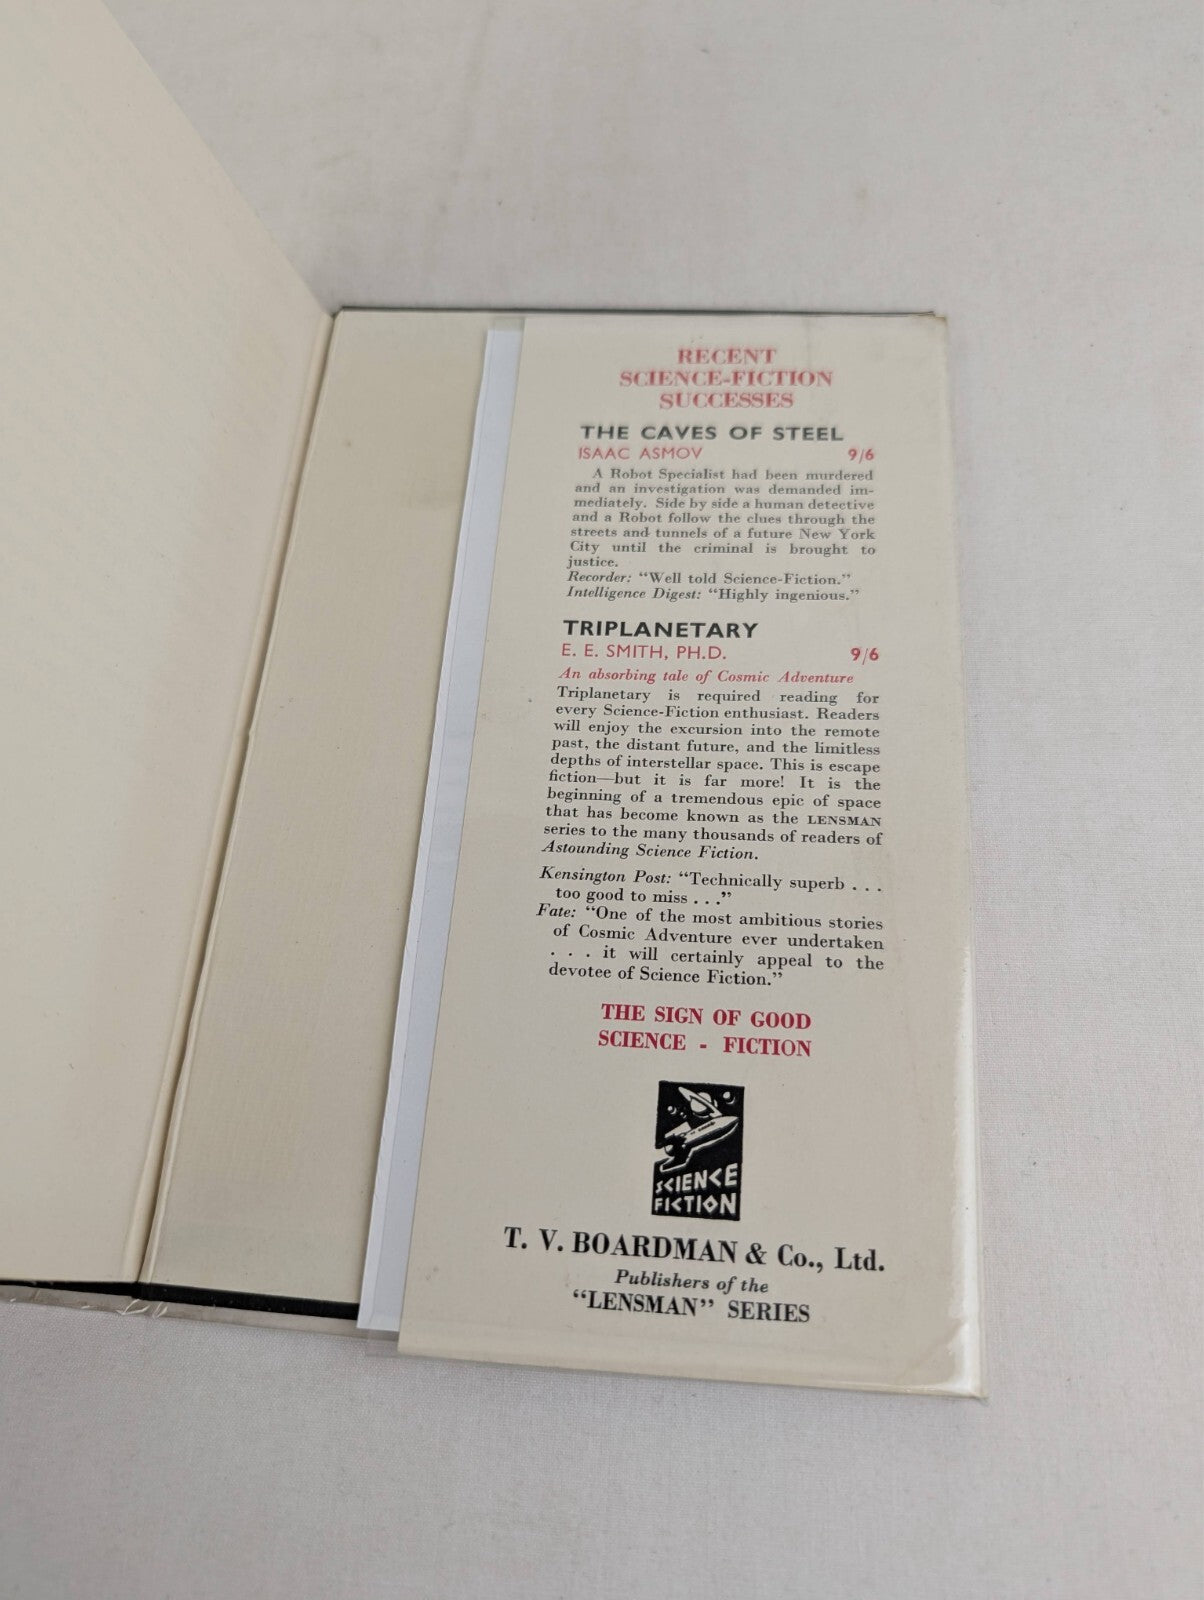 RECENT
SCIENCE-FICTION
SUCCESSES
THE CAVES OF STEEL
ISAAC ASMOV 9/6
A Robot Specialist had been murdered
and an investigation was demanded im-
mediately. Side by side a human detective
and a Robot follow the clues through the
streets and tunnels of a future New York
City until the criminal is brought to
justice.
Recorder: "Well told Science-Fiction."
Intelligence Digest: "Highly ingenious."
TRIPLANETARY
E. E. SMITH, PH.D. 9/6
An absorbing tale of Cosmic Adventure
Triplanetary is required reading for
every Science-Fiction enthusiast. Readers
will enjoy the excursion into the remote
past, the distant future, and the limitless
depths of interstellar space. This is escape
fiction—but it is far more! It is the
beginning of a tremendous epic of space
that has become known as the LENSMAN
series to the many thousands of readers of
Astounding Science Fiction.
Kensington Post: "Technically superb . . .
too good to miss . . ."
Fate: "One of the most ambitious stories
of Cosmic Adventure ever undertaken
. . . it will certainly appeal to the
devotee of Science Fiction."
THE SIGN OF GOOD
SCIENCE - FICTION
SCIENCE
FICTION
T. V. BOARDMAN & Co., Ltd.
Publishers of the
"LENSMAN" SERIES